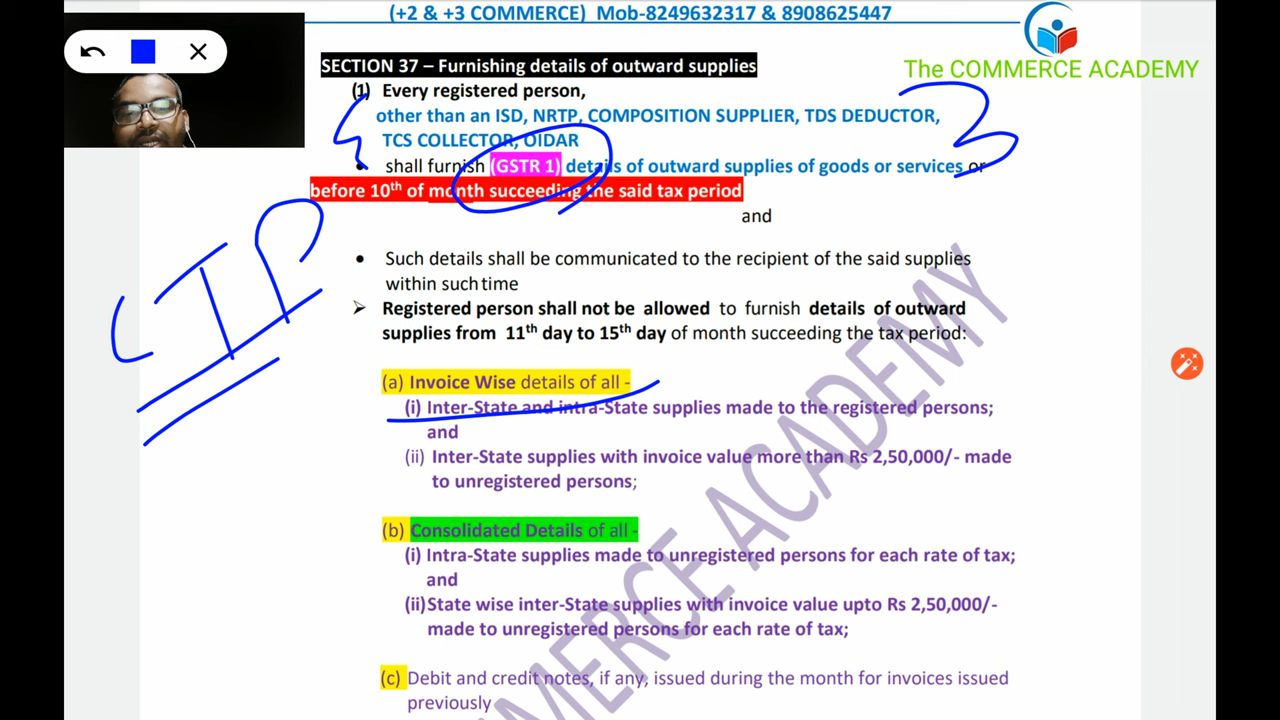 (+2 & +3 COMMERCE) Mob-8249632317 & 8908625447
The COMMERCE ACADEMY
SECTION 37 – Furnishing details of outward supplies
(1) Every registered person,
other than an ISD, NRTP, COMPOSITION SUPPLIER, TDS DEDUCTOR,
TCS COLLECTOR, OIDAR
• shall furnish (GSTR 1) details of outward supplies of goods or services or
before 10th of month succeeding the said tax period
and
• Such details shall be communicated to the recipient of the said supplies
within such time
➢ Registered person shall not be allowed to furnish details of outward
supplies from 11th day to 15th day of month succeeding the tax period:
(a) Invoice Wise details of all -
(i) Inter-State and intra-State supplies made to the registered persons;
and
(ii) Inter-State supplies with invoice value more than Rs 2,50,000/- made
to unregistered persons;
(b) Consolidated Details of all -
(i) Intra-State supplies made to unregistered persons for each rate of tax;
and
(ii) State wise inter-State supplies with invoice value upto Rs 2,50,000/-
made to unregistered persons for each rate of tax;
(c) Debit and credit notes, if any, issued during the month for invoices issued
previously
MMERCE ACADEMY